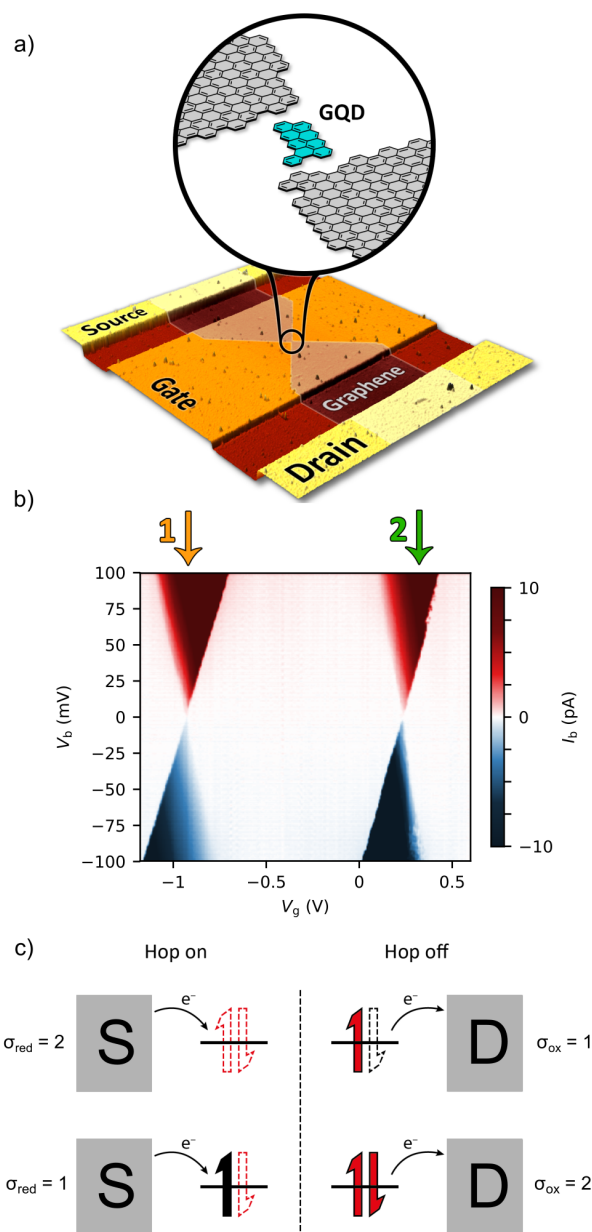 a)
GQD
Source
Gate
Graphene
Drain
b)
1
2
100
75
50
25
0
−25
−50
−75
−100
V_b (mV)
−1
−0.5
0
0.5
V_g (V)
10
0
−10
I_b (pA)
c)
Hop on
Hop off
σ_red = 2
S
e⁻
e⁻
D
σ_ox = 1
σ_red = 1
S
e⁻
e⁻
D
σ_ox = 2